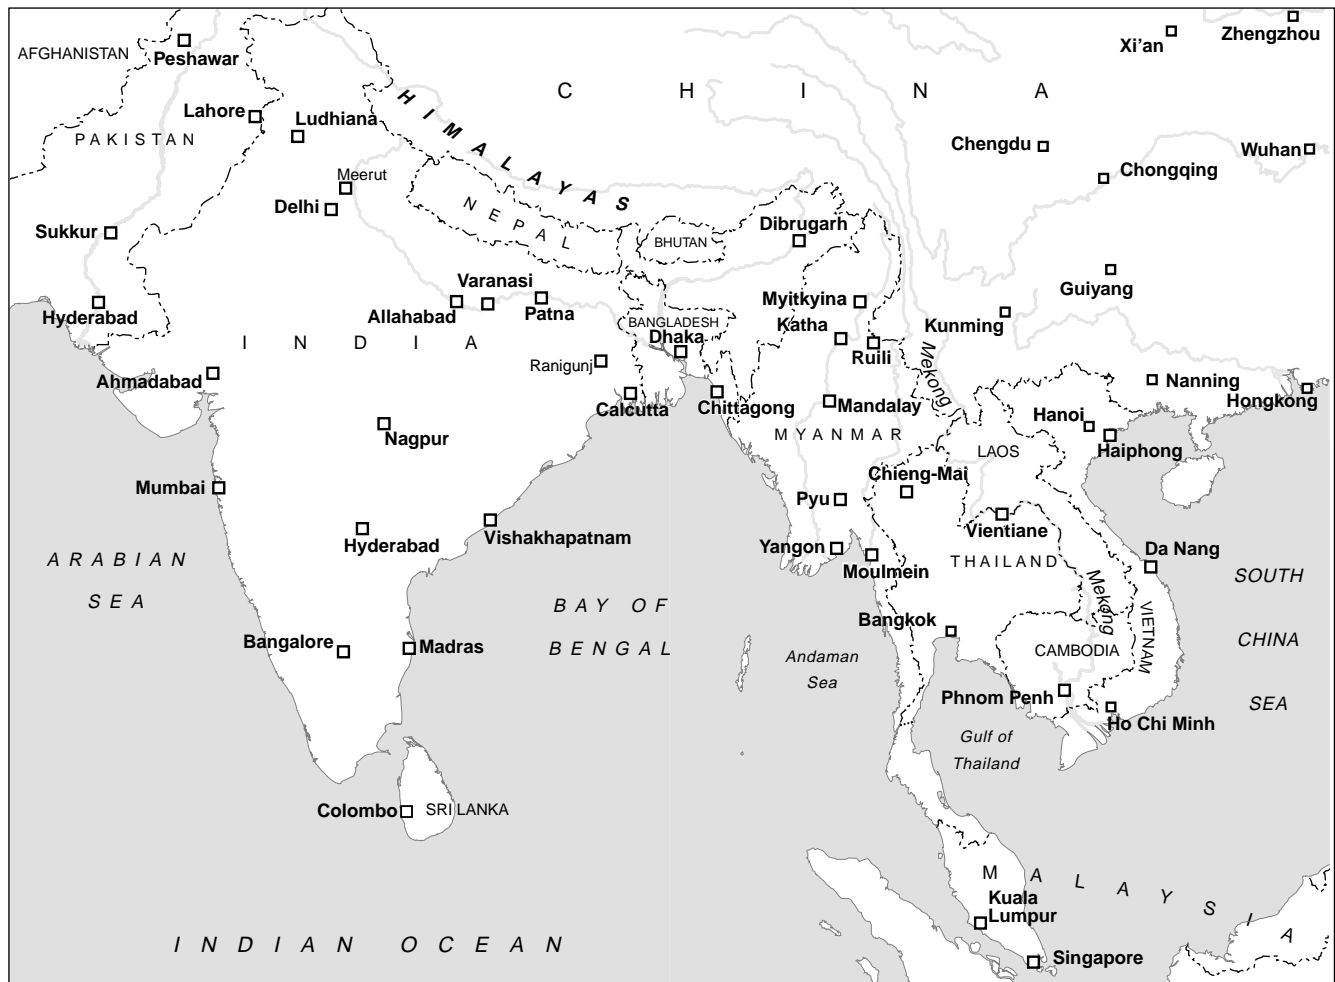 Zhengzhou
Xi'an
AFGHANISTAN
Peshawar
C H I N A
HIMALAYAS
Lahore
Ludhiana
PAKISTAN
Chengdu
Wuhan
Chongqing
Meerut
Delhi
NEPAL
Dibrugarh
Sukkur
BHUTAN
Guiyang
Varanasi
Myitkyina
Hyderabad
Allahabad
Patna
BANGLADESH
Katha
Kunming
Dhaka
INDIA
Ruili
Mekong
Ranigunj
Ahmadabad
Nanning
Hongkong
Calcutta
Chittagong
Mandalay
Hanoi
Nagpur
MYANMAR
LAOS
Haiphong
Chieng-Mai
Mumbai
Pyu
Vientiane
Hyderabad
Vishakhapatnam
Yangon
THAILAND
Da Nang
ARABIAN
SEA
Moulmein
Mekong
SOUTH
CHINA
SEA
BAY OF
BENGAL
Bangkok
VIETNAM
Bangalore
Madras
Andaman
Sea
CAMBODIA
Phnom Penh
Ho Chi Minh
Gulf of
Thailand
Colombo
SRI LANKA
MALAYSIA
Kuala
Lumpur
INDIAN OCEAN
Singapore